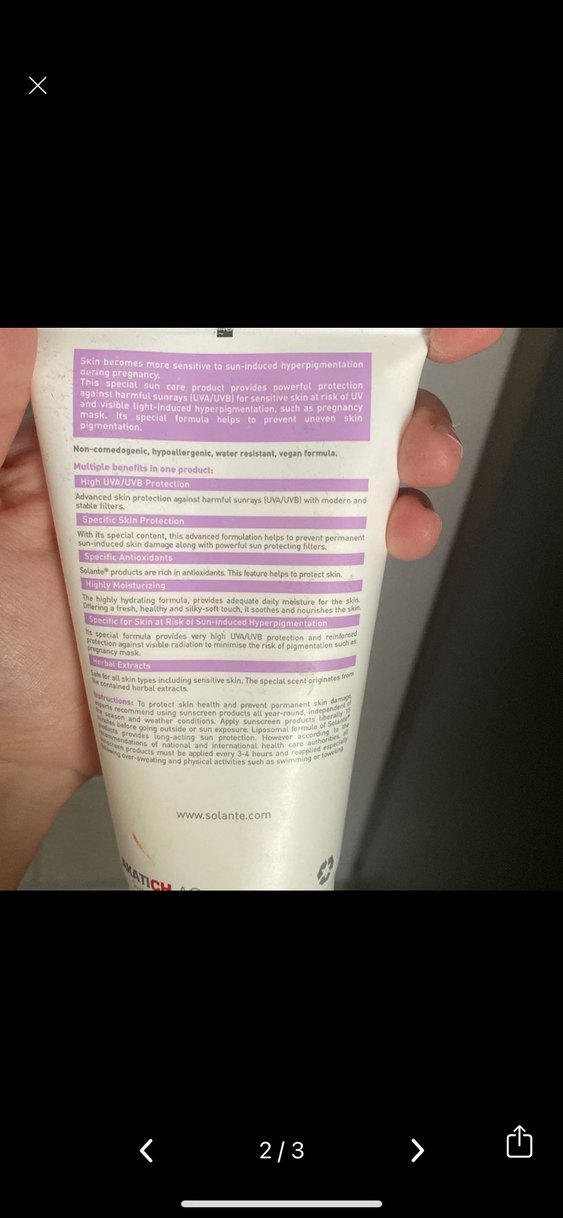 Skin becomes more sensitive to sun-induced hyperpigmentation
during pregnancy.
This special sun care product provides powerful protection
against harmful sunrays (UVA/UVB) for sensitive skin at risk of UV
and visible light-induced hyperpigmentation, such as pregnancy
mask. Its special formula helps to prevent uneven skin
pigmentation.
Non-comedogenic, hypoallergenic, water resistant, vegan formula.
Multiple benefits in one product:
High UVA/UVB Protection
Advanced skin protection against harmful sunrays (UVA/UVB) with modern and
stable filters.
Specific Skin Protection
With its special content, this advanced formulation helps to prevent permanent
sun-induced skin damage along with powerful sun protecting filters.
Specific Antioxidants
Solante® products are rich in antioxidants. This feature helps to protect skin.
Highly Moisturizing
The highly hydrating formula, provides adequate daily moisture for the skin.
Offering a fresh, healthy and silky-soft touch, it soothes and nourishes the skin.
Specific for Skin at Risk of Sun-induced Hyperpigmentation
Its special formula provides very high UVA/UVB protection and reinforced
protection against visible radiation to minimise the risk of pigmentation such as
pregnancy mask.
Herbal Extracts
Safe for all skin types including sensitive skin. The special scent originates from
the contained herbal extracts.
Instructions: To protect skin health and prevent permanent skin damage,
experts recommend using sunscreen products all year-round, independent of
the season and weather conditions. Apply sunscreen products liberally 15
minutes before going outside or sun exposure. Liposomal formula of Solante®
products provides long-acting sun protection. However according to the
recommendations of national and international health care authorities, all
sunscreen products must be applied every 3-4 hours and reapplied especially
following over-sweating and physical activities such as swimming or toweling
www.solante.com
2/3